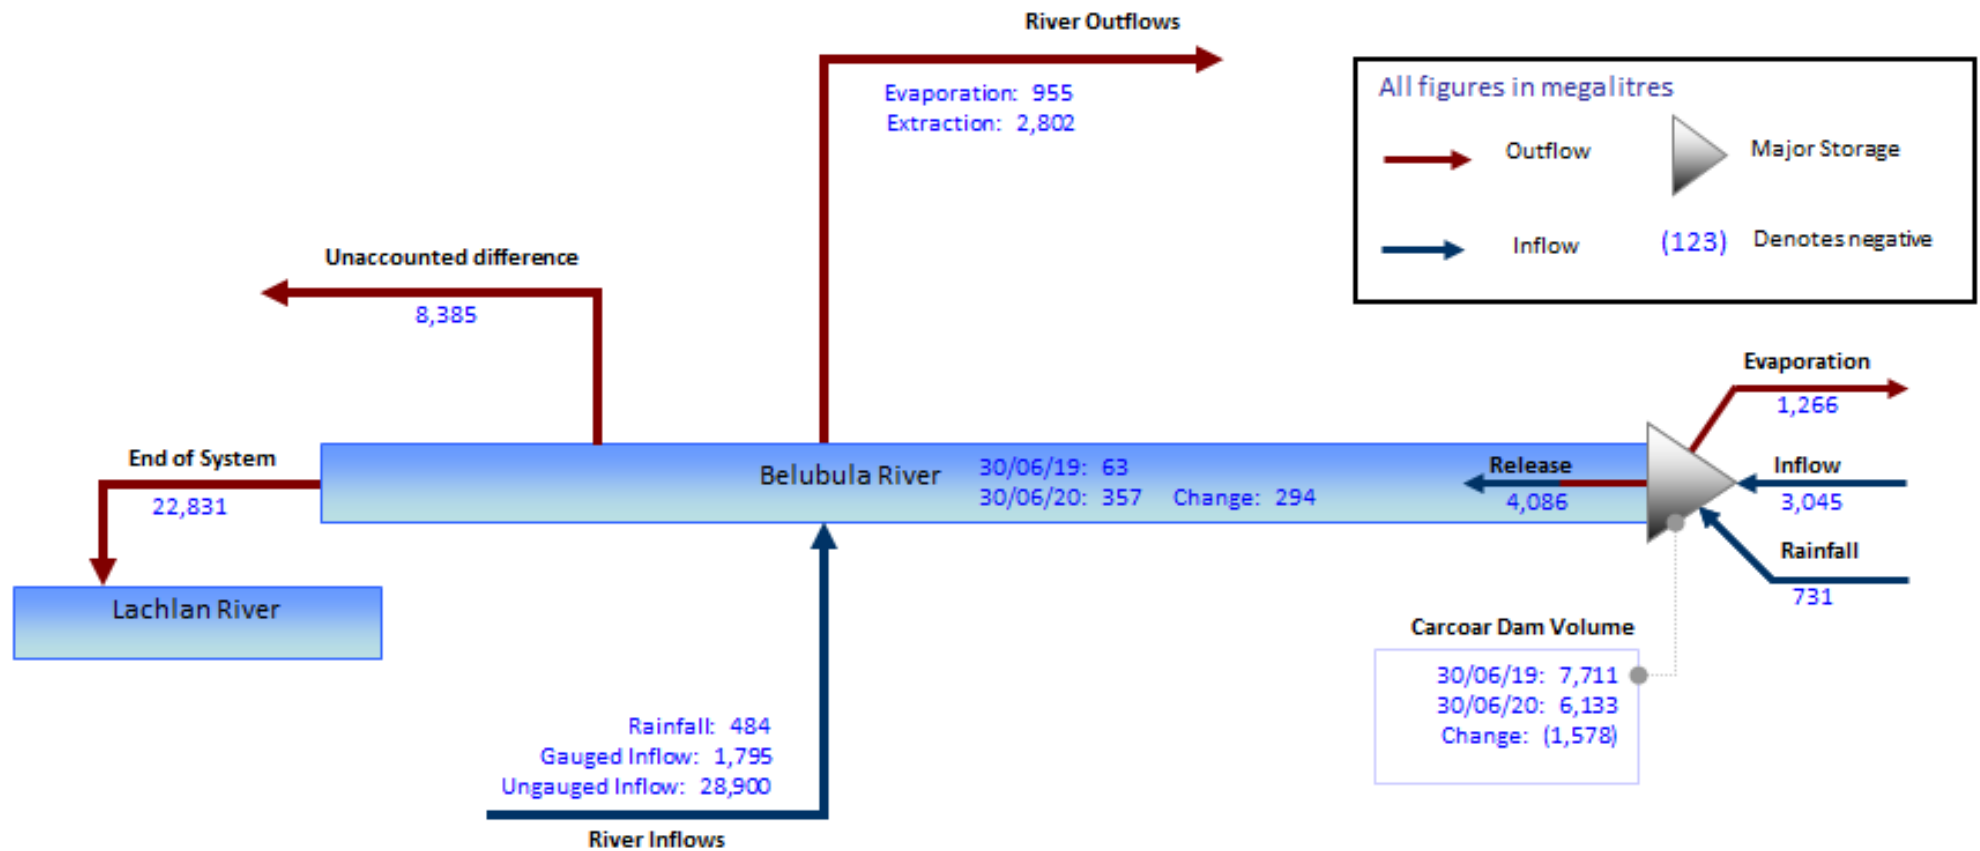 River Outflows
Evaporation: 955
Extraction: 2,802
All figures in megalitres
Outflow
Major Storage
Inflow
(123) Denotes negative
Unaccounted difference
8,385
Evaporation
1,266
End of System
22,831
Belubula River
30/06/19: 63
30/06/20: 357 Change: 294
Release
4,086
Inflow
3,045
Rainfall
731
Lachlan River
Carcoar Dam Volume
30/06/19: 7,711
30/06/20: 6,133
Change: (1,578)
Rainfall: 484
Gauged Inflow: 1,795
Ungauged Inflow: 28,900
River Inflows